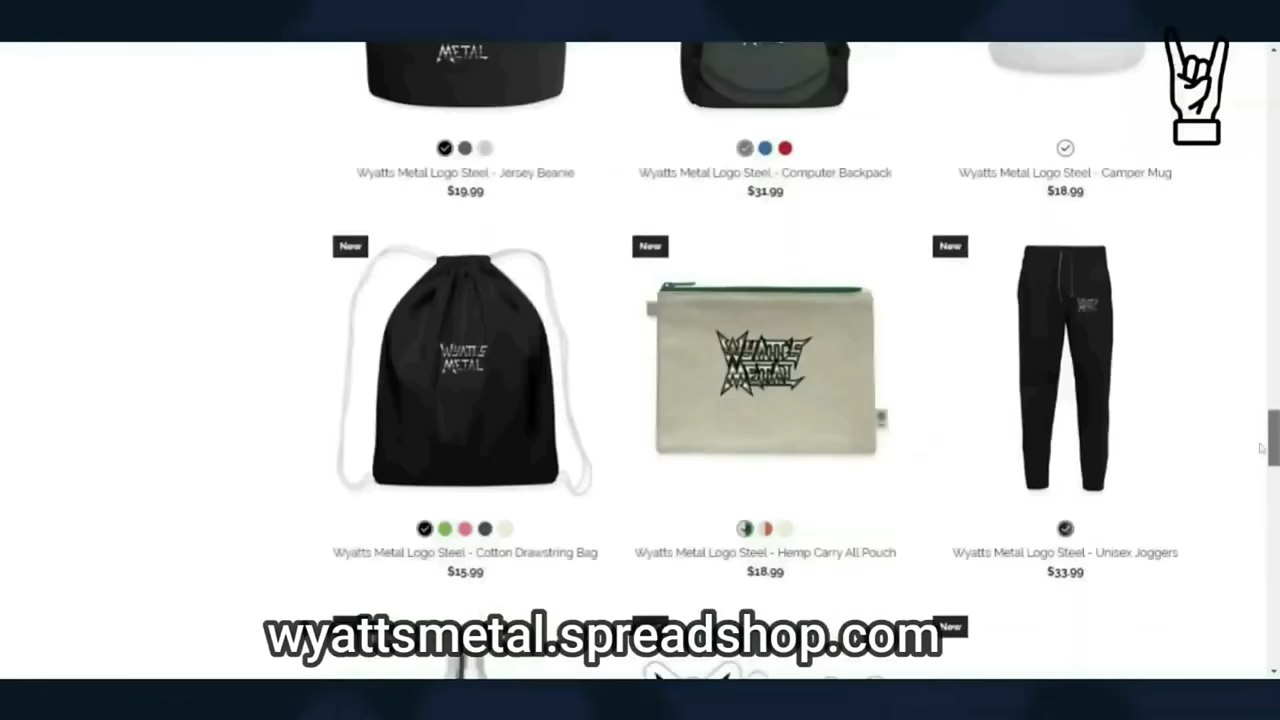 METAL
Wyatts Metal Logo Steel - Jersey Beanie
$19.99
Wyatts Metal Logo Steel - Computer Backpack
$31.99
Wyatts Metal Logo Steel - Camper Mug
$18.99
New
New
New
WYATTS
METAL
WYATTS
METAL
WYATTS
METAL
Wyatts Metal Logo Steel - Cotton Drawstring Bag
$15.99
Wyatts Metal Logo Steel - Hemp Carry All Pouch
$18.99
Wyatts Metal Logo Steel - Unisex Joggers
$33.99
wyattsmetal.spreadshop.com
New